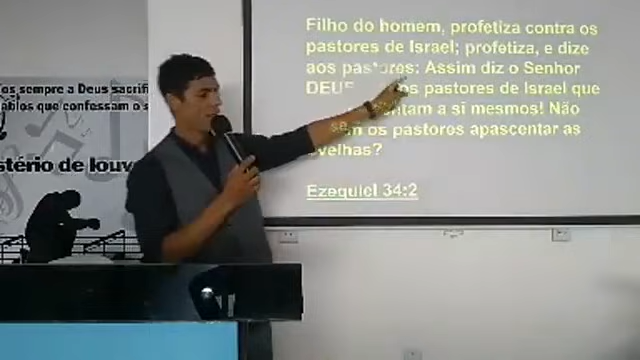 Filho do homem, profetiza contra os
pastores de Israel; profetiza, e dize
aos pastores: Assim diz o Senhor
DEUS pastores de Israel que
a si mesmos! Não
os pastores apascentar as
ovelhas?
Ezequiel 34:2
os sempre a Deus sacrifí
ábios que confessam o s
stério de louv